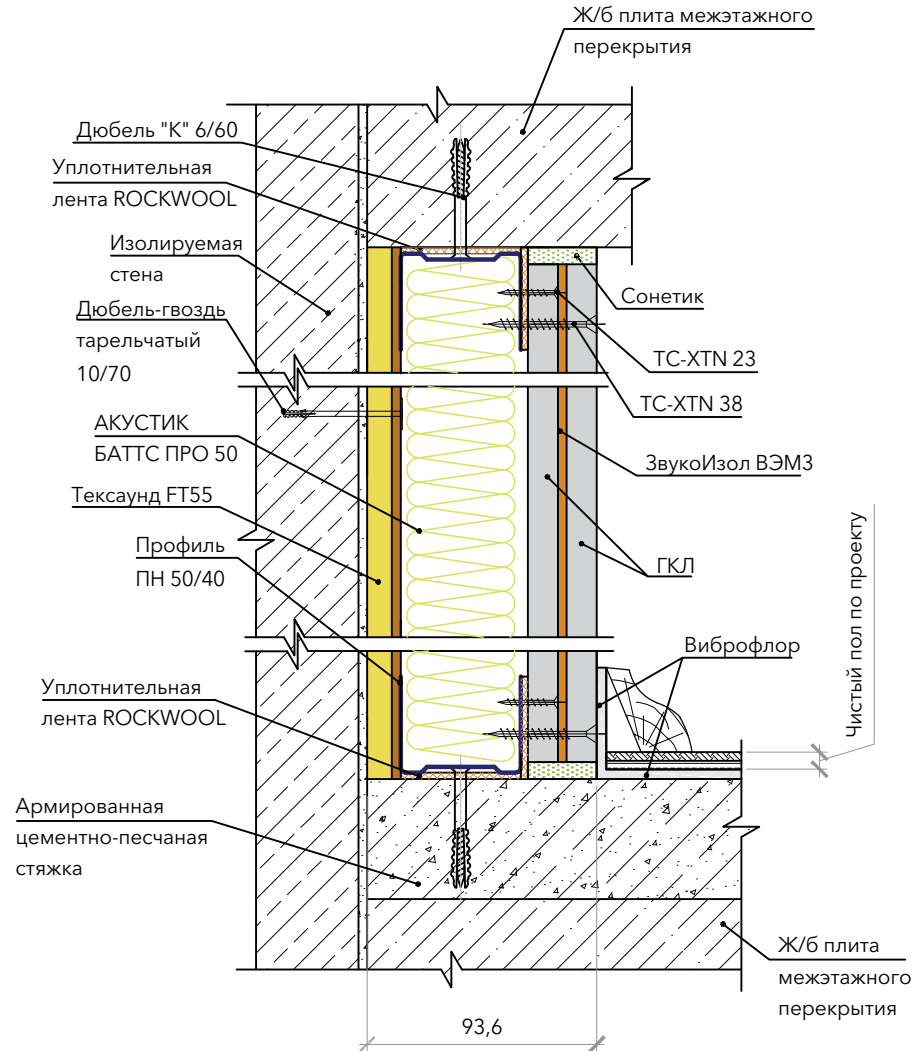 Ж/б плита межэтажного
перекрытия
Дюбель "К" 6/60
Уплотнительная
лента ROCKWOOL
Изолируемая
стена
Дюбель-гвоздь
тарельчатый
10/70
АКУСТИК
БАТТС ПРО 50
Тексаунд FT55
Профиль
ПН 50/40
Уплотнительная
лента ROCKWOOL
Армированная
цементно-песчаная
стяжка
Сонетик
ТС-XTN 23
ТС-XTN 38
ЗвукоИзол ВЭМ3
ГКЛ
Виброфлор
Чистый пол по проекту
Ж/б плита
межэтажного
перекрытия
93,6